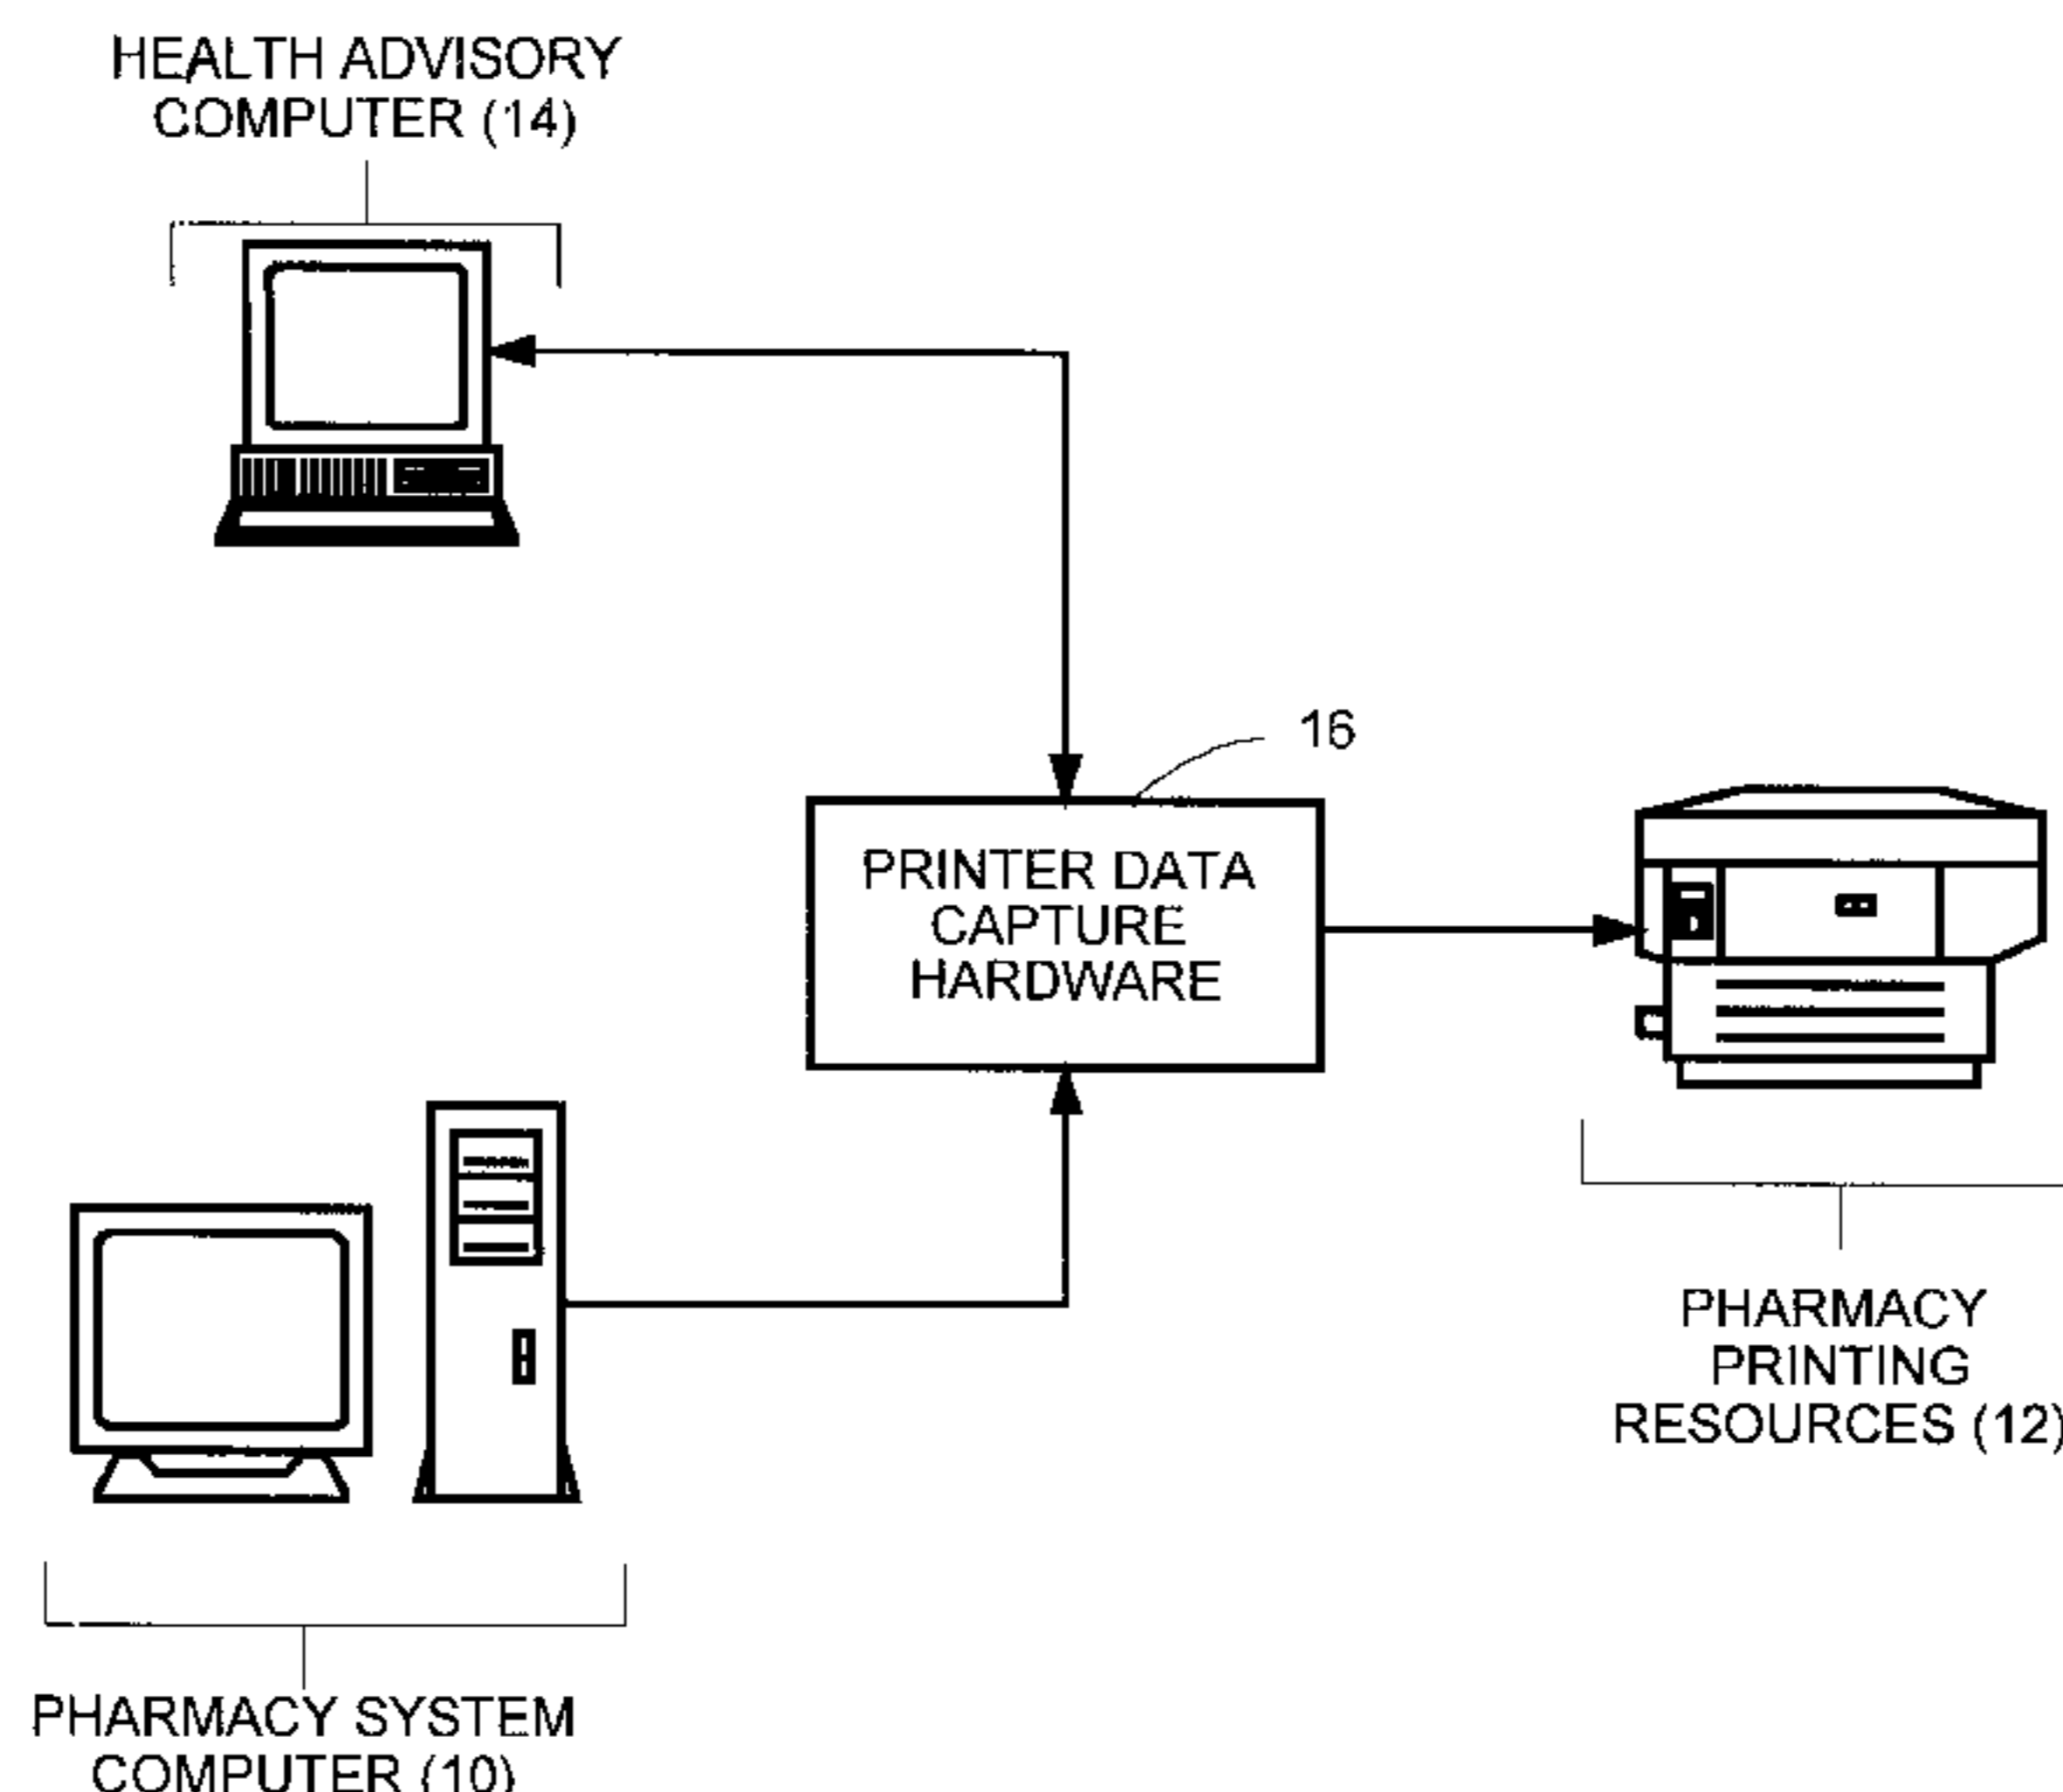 HEALTH ADVISORY
COMPUTER (14)
16
PRINTER DATA
CAPTURE
HARDWARE
PHARMACY
PRINTING
RESOURCES (12)
PHARMACY SYSTEM
COMPUTER (10)